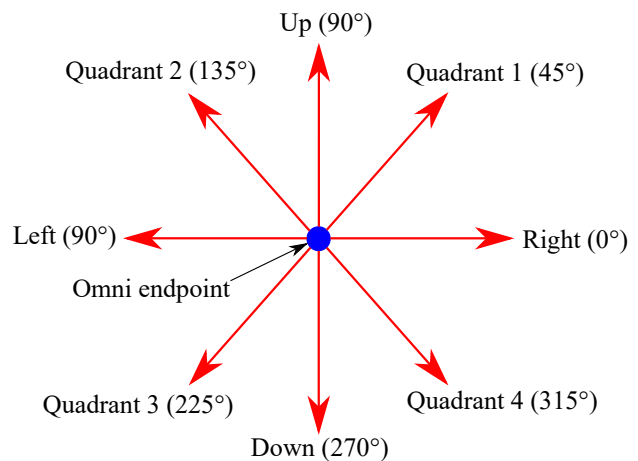 Up (90°)
Quadrant 2 (135°)
Quadrant 1 (45°)
Left (90°)
Right (0°)
Omni endpoint
Quadrant 3 (225°)
Quadrant 4 (315°)
Down (270°)